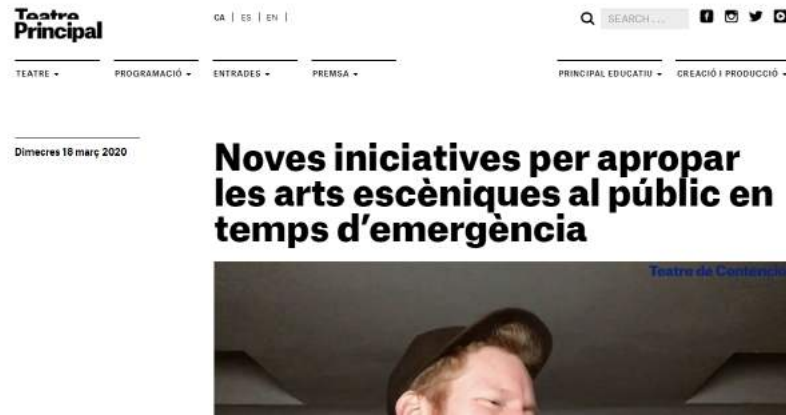 Teatre
Principal
CA | ES | EN |
SEARCH ...
TEATRE
PROGRAMACIÓ
ENTRADES
PREMSA
PRINCIPAL EDUCATIU
CREACIÓ I PRODUCCIÓ
Dimecres 18 març 2020
Noves iniciatives per apropar
les arts escèniques al públic en
temps d'emergència
Teatre de Contenció